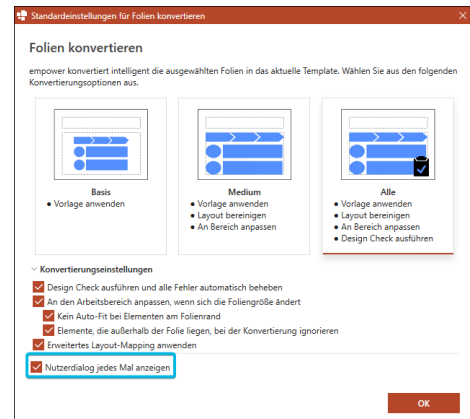 Standardeinstellungen für Folien konvertieren
Folien konvertieren
empower konvertiert intelligent die ausgewählten Folien in das aktuelle Template. Wählen Sie aus den folgenden
Konvertierungsoptionen aus.
Basis
• Vorlage anwenden
Medium
• Vorlage anwenden
• Layout bereinigen
• An Bereich anpassen
Alle
• Vorlage anwenden
• Layout bereinigen
• An Bereich anpassen
• Design Check ausführen
Konvertierungseinstellungen
Design Check ausführen und alle Fehler automatisch beheben
An den Arbeitsbereich anpassen, wenn sich die Foliengröße ändert
Kein Auto-Fit bei Elementen am Folienrand
Elemente, die außerhalb der Folie liegen, bei der Konvertierung ignorieren
Erweitertes Layout-Mapping anwenden
Nutzerdialog jedes Mal anzeigen
OK